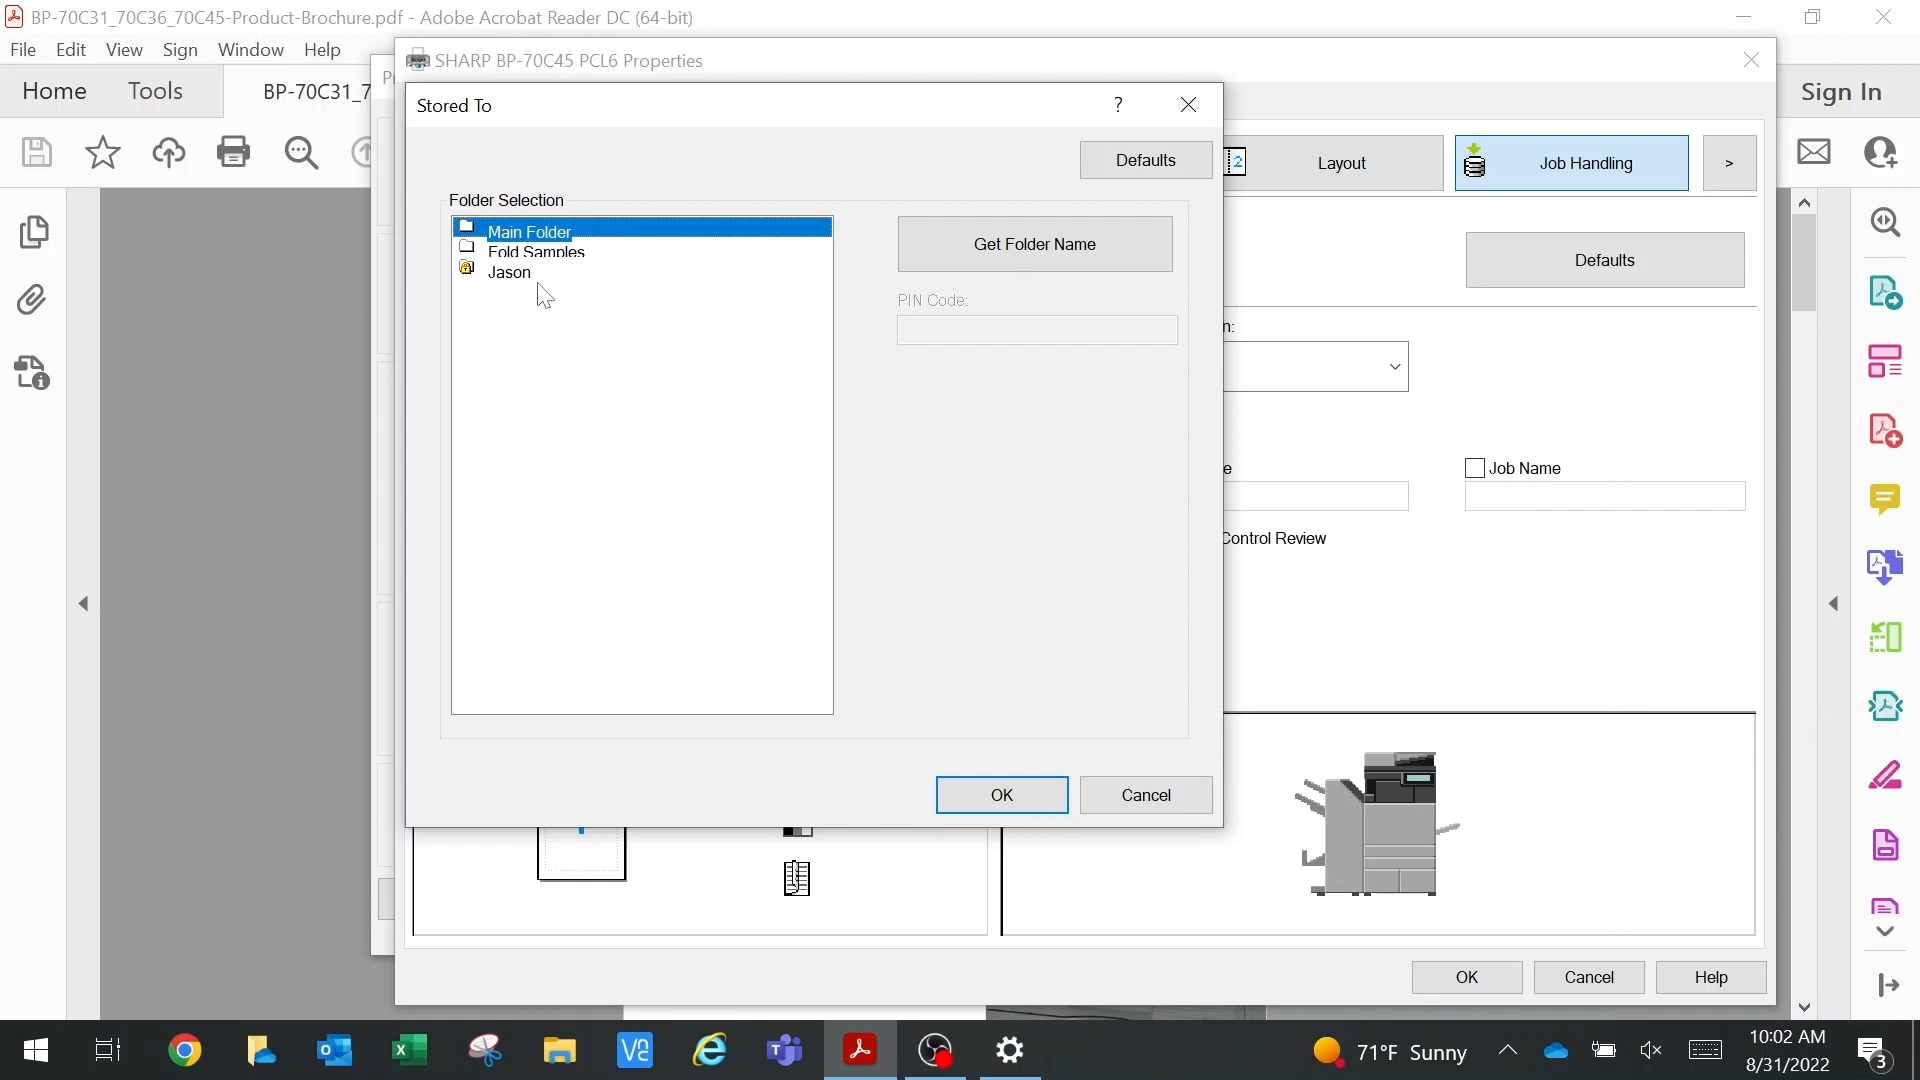 BP-70C31_70C36_70C45-Product-Brochure.pdf - Adobe Acrobat Reader DC (64-bit)
File Edit View Sign Window Help
SHARP BP-70C45 PCL6 Properties
Home Tools BP-70C31_7
Sign In
Stored To ?
Defaults
2 Layout
Job Handling
>
Folder Selection
Main Folder
Fold Samples
Jason
Get Folder Name
PIN Code:
Defaults
n:
e
Job Name
Control Review
OK Cancel
OK Cancel Help
71°F Sunny
10:02 AM
8/31/2022
3